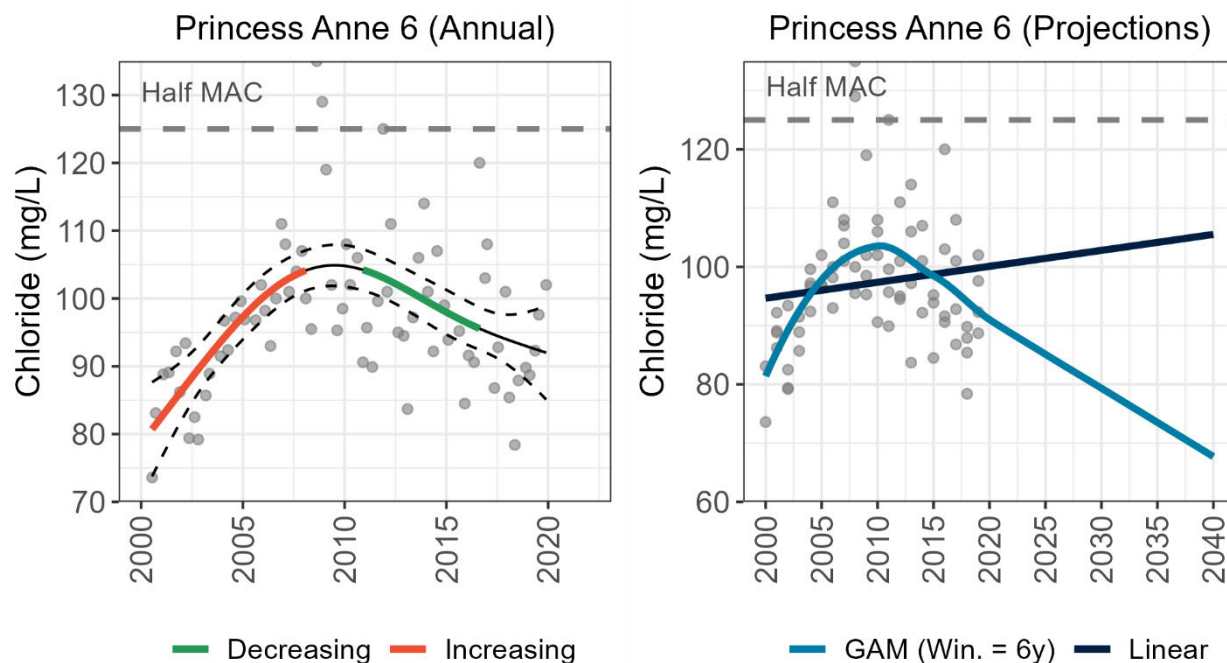 Princess Anne 6 (Annual)
Half MAC
Chloride (mg/L)
130
120
110
100
90
80
70
2000
2005
2010
2015
2020
Decreasing
Increasing
Princess Anne 6 (Projections)
Half MAC
Chloride (mg/L)
120
100
80
60
2000
2005
2010
2015
2020
2025
2030
2035
2040
GAM (Win. = 6y)
Linear